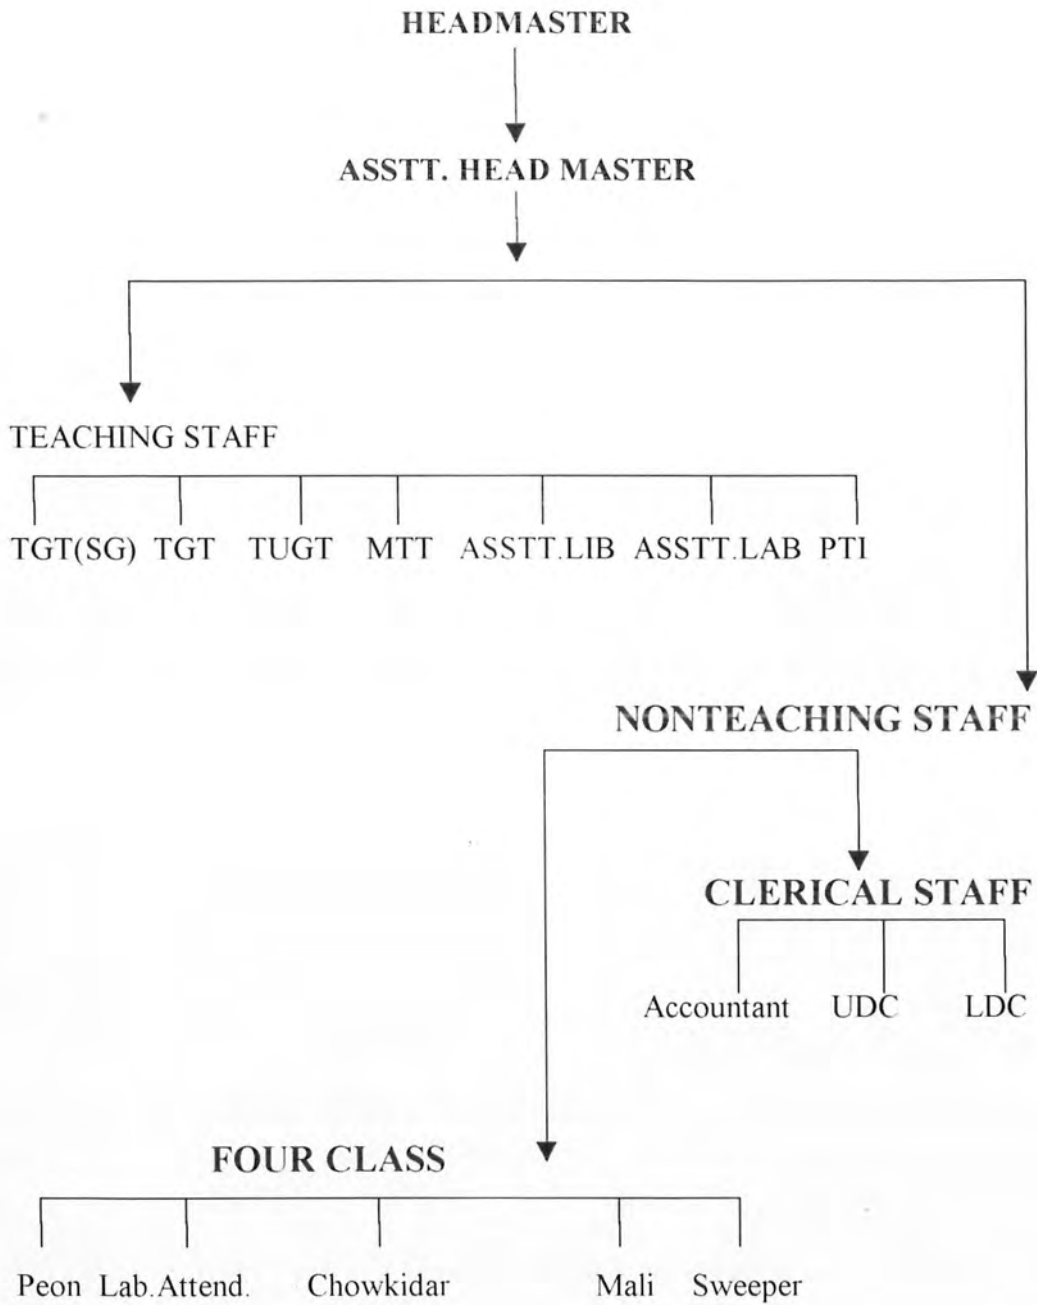 HEADMASTER
ASSTT. HEAD MASTER
TEACHING STAFF
TGT(SG) TGT TUGT MTT ASSTT.LIB ASSTT.LAB PTI
NONTEACHING STAFF
CLERICAL STAFF
Accountant UDC LDC
FOUR CLASS
Peon Lab.Attend. Chowkidar Mali Sweeper